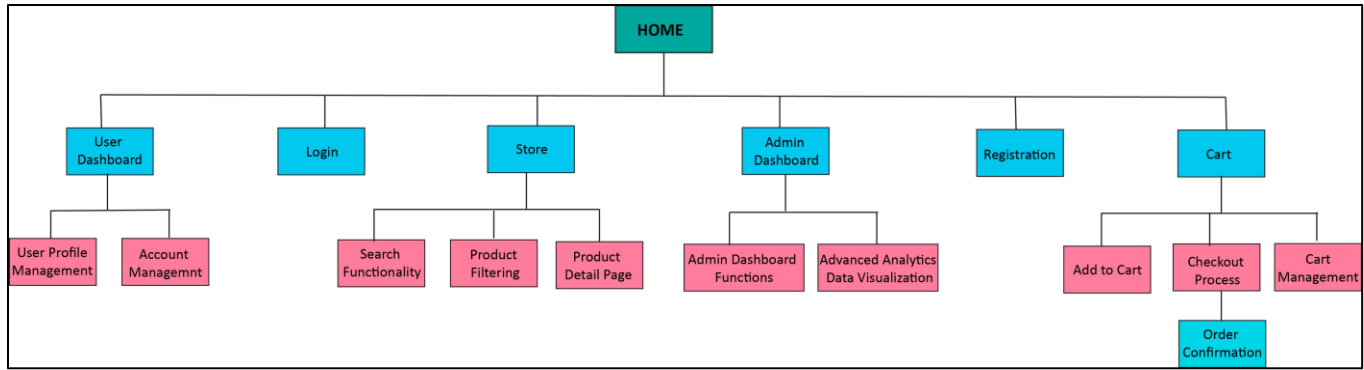 HOME
User
Dashboard
Login
Store
Admin
Dashboard
Registration
Cart
User Profile
Management
Account
Managemnt
Search
Functionality
Product
Filtering
Product
Detail Page
Admin Dashboard
Functions
Advanced Analytics
Data Visualization
Add to Cart
Checkout
Process
Cart
Management
Order
Confirmation